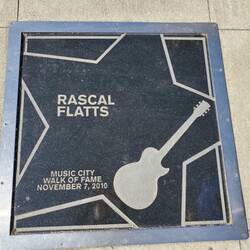 RASCAL
FLATTS
MUSIC CITY
WALK OF FAME
NOVEMBER 7, 2010